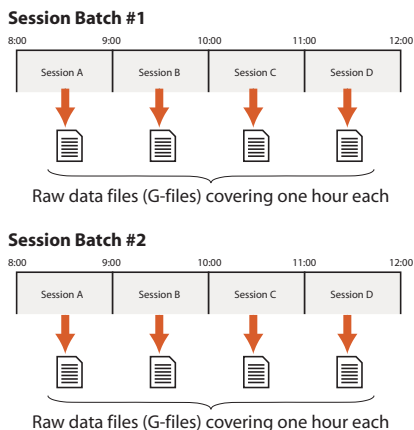 Session Batch #1
8:00 9:00 10:00 11:00 12:00
Session A Session B Session C Session D
Raw data files (G-files) covering one hour each
Session Batch #2
8:00 9:00 10:00 11:00 12:00
Session A Session B Session C Session D
Raw data files (G-files) covering one hour each